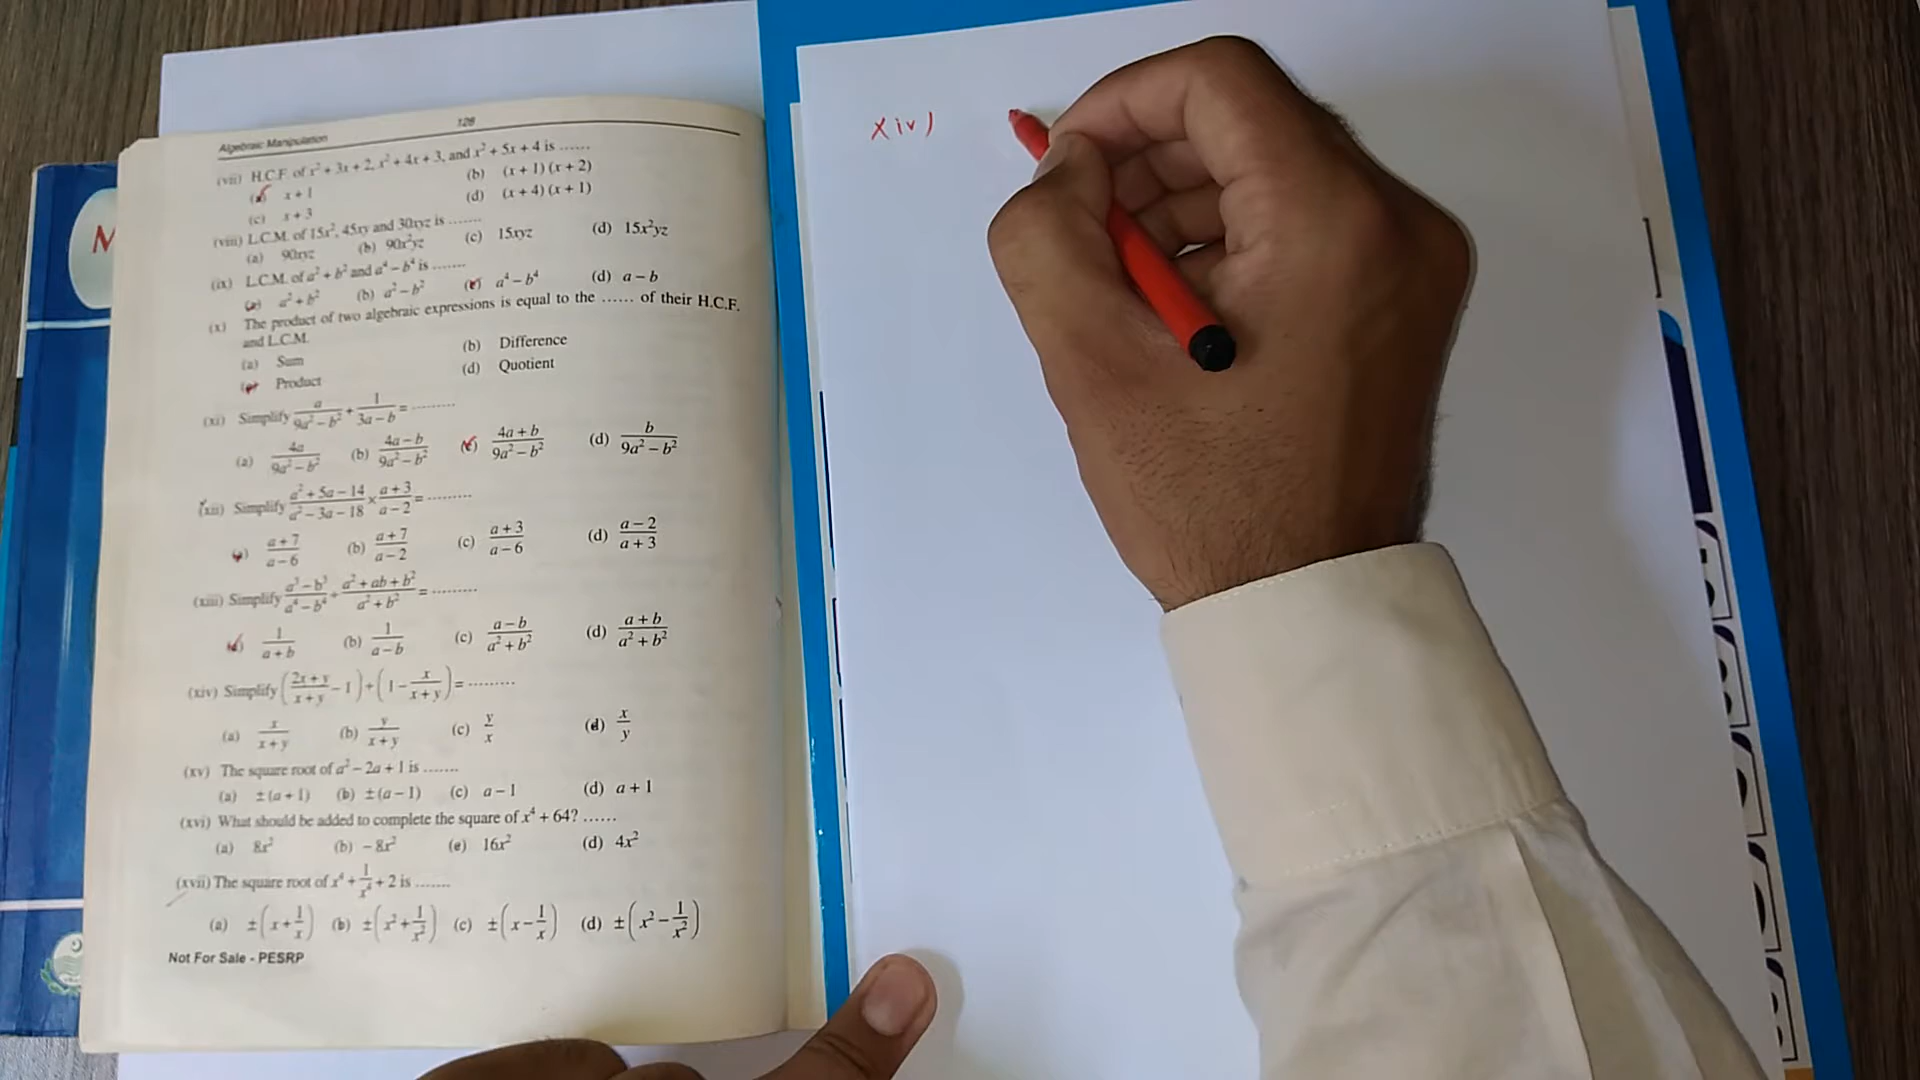 Algebraic Manipulation 128
(vii) H.C.F. of x² + 3x + 2, x² + 4x + 3, and x² + 5x + 4 is ......
x + 1 (b) (x + 1) (x + 2)
(c) x + 3 (d) (x + 4) (x + 1)
(viii) L.C.M. of 15x², 45xy and 30xyz is .......
(a) 90xyz (b) 90x²yz (c) 15xyz (d) 15x²yz
(ix) L.C.M. of a² + b² and a⁴ – b⁴ is .......
(a) a² + b² (b) a² – b² (c) a⁴ – b⁴ (d) a – b
(x) The product of two algebraic expressions is equal to the ...... of their H.C.F.
and L.C.M.
(a) Sum (b) Difference
(c) Product (d) Quotient
(xi) Simplify a/(9a² – b²) + 1/(3a – b) = .........
(a) 4a/(9a² – b²) (b) (4a – b)/(9a² – b²) (c) (4a + b)/(9a² – b²) (d) b/(9a² – b²)
(xii) Simplify (a² + 5a – 14)/(a² – 3a – 18) × (a + 3)/(a – 2) = .........
(a + 7)/(a – 6) (b) (a + 7)/(a – 2) (c) (a + 3)/(a – 6) (d) (a – 2)/(a + 3)
(xiii) Simplify (a³ – b³)/(a⁴ – b⁴) ÷ (a² + ab + b²)/(a² + b²) = .........
1/(a + b) (b) 1/(a – b) (c) (a – b)/(a² + b²) (d) (a + b)/(a² + b²)
(xiv) Simplify ((2x + y)/(x + y) – 1) ÷ (1 – x/(x + y)) = .........
(a) x/(x + y) (b) y/(x + y) (c) y/x (d) x/y
(xv) The square root of a² – 2a + 1 is .......
(a) ± (a + 1) (b) ± (a – 1) (c) a – 1 (d) a + 1
(xvi) What should be added to complete the square of x⁴ + 64? ......
(a) 8x² (b) – 8x² (c) 16x² (d) 4x²
(xvii) The square root of x⁴ + 1/x⁴ + 2 is .......
(a) ± (x + 1/x) (b) ± (x² + 1/x²) (c) ± (x – 1/x) (d) ± (x² – 1/x²)
Not For Sale - PESRP
xiv)
M